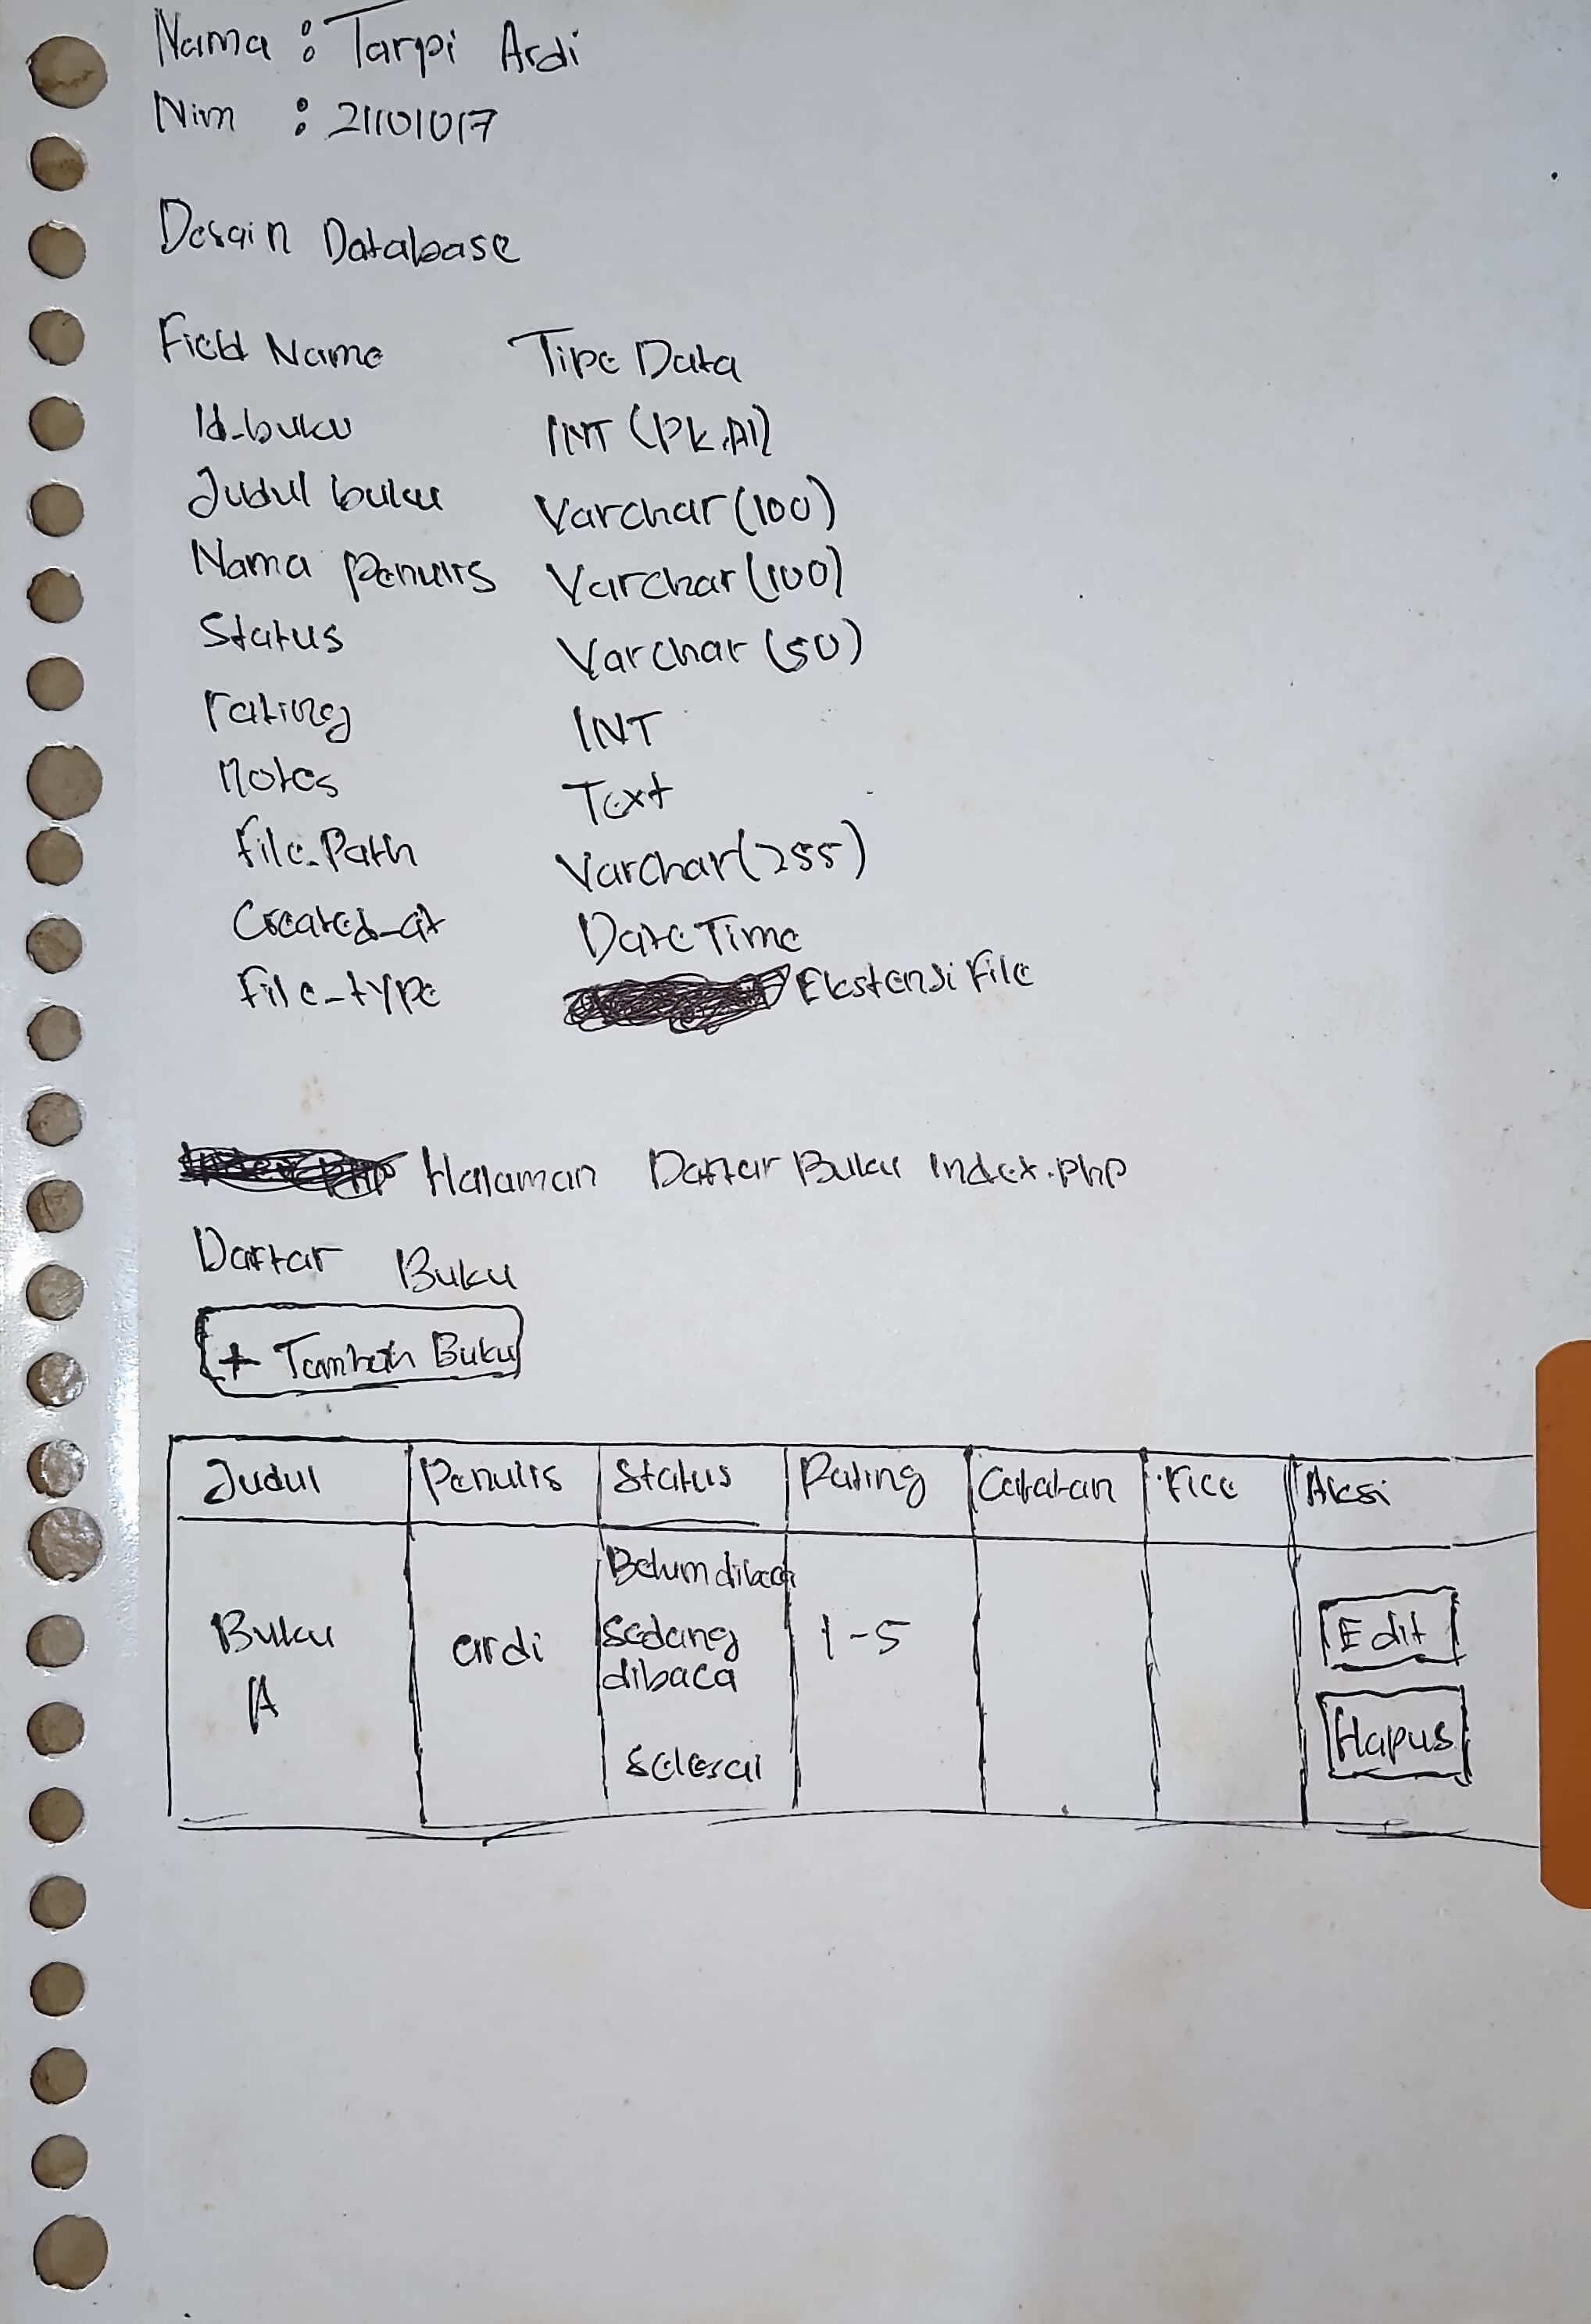 Nama : Tarpi Ardi
Nim : 21101017
Desain Database
Field Name Tipe Data
Id_buku INT (PK, AI)
Judul buku Varchar (100)
Nama Penulis Varchar (100)
Status Varchar (50)
rating INT
notes Text
file_Path Varchar (255)
Created_at Date Time
File_type Ekstensi File
Halaman Daftar Buku Index.php
Daftar Buku
+ Tambah Buku
Judul Penulis Status Rating Catatan File Aksi
Belum dibaca
Buku ardi Sedang 1-5 Edit
A dibaca
Selesai Hapus